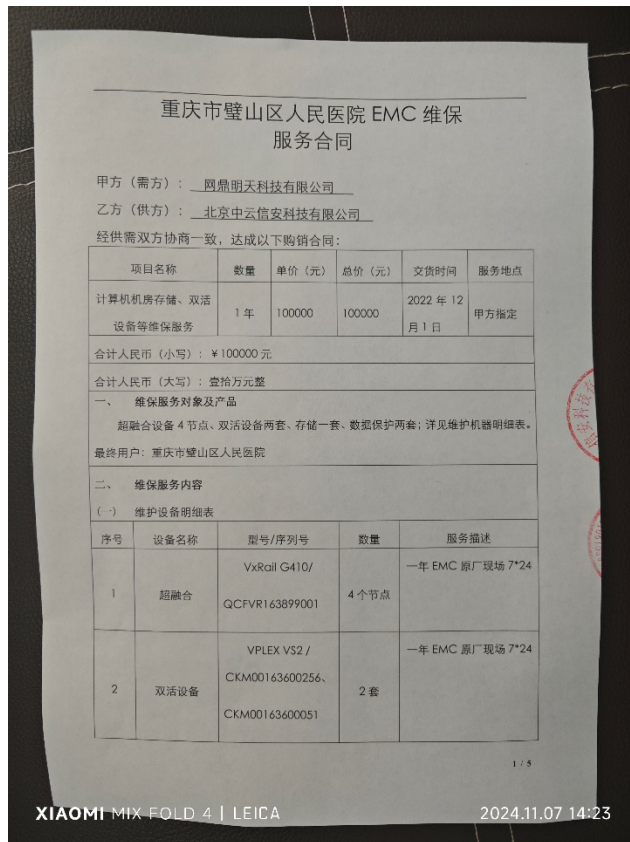 重庆市璧山区人民医院 EMC 维保
服务合同
甲方（需方）： 网鼎明天科技有限公司
乙方（供方）： 北京中云信安科技有限公司
经供需双方协商一致，达成以下购销合同：
项目名称 数量 单价（元） 总价（元） 交货时间 服务地点
计算机机房存储、双活
设备等维保服务 1 年 100000 100000 2022 年 12
月 1 日 甲方指定
合计人民币（小写）：￥100000 元
合计人民币（大写）：壹拾万元整
一、 维保服务对象及产品
超融合设备 4 节点、双活设备两套、存储一套、数据保护两套；详见维护机器明细表。
最终用户：重庆市璧山区人民医院
二、 维保服务内容
(一) 维护设备明细表
序号 设备名称 型号/序列号 数量 服务描述
1 超融合 VxRail G410/
QCFVR163899001 4 个节点 一年 EMC 原厂现场 7*24
2 双活设备 VPLEX VS2 /
CKM00163600256、
CKM00163600051 2 套 一年 EMC 原厂现场 7*24
1 / 5
XIAOMI MIX FOLD 4 | LEICA
2024.11.07 14:23